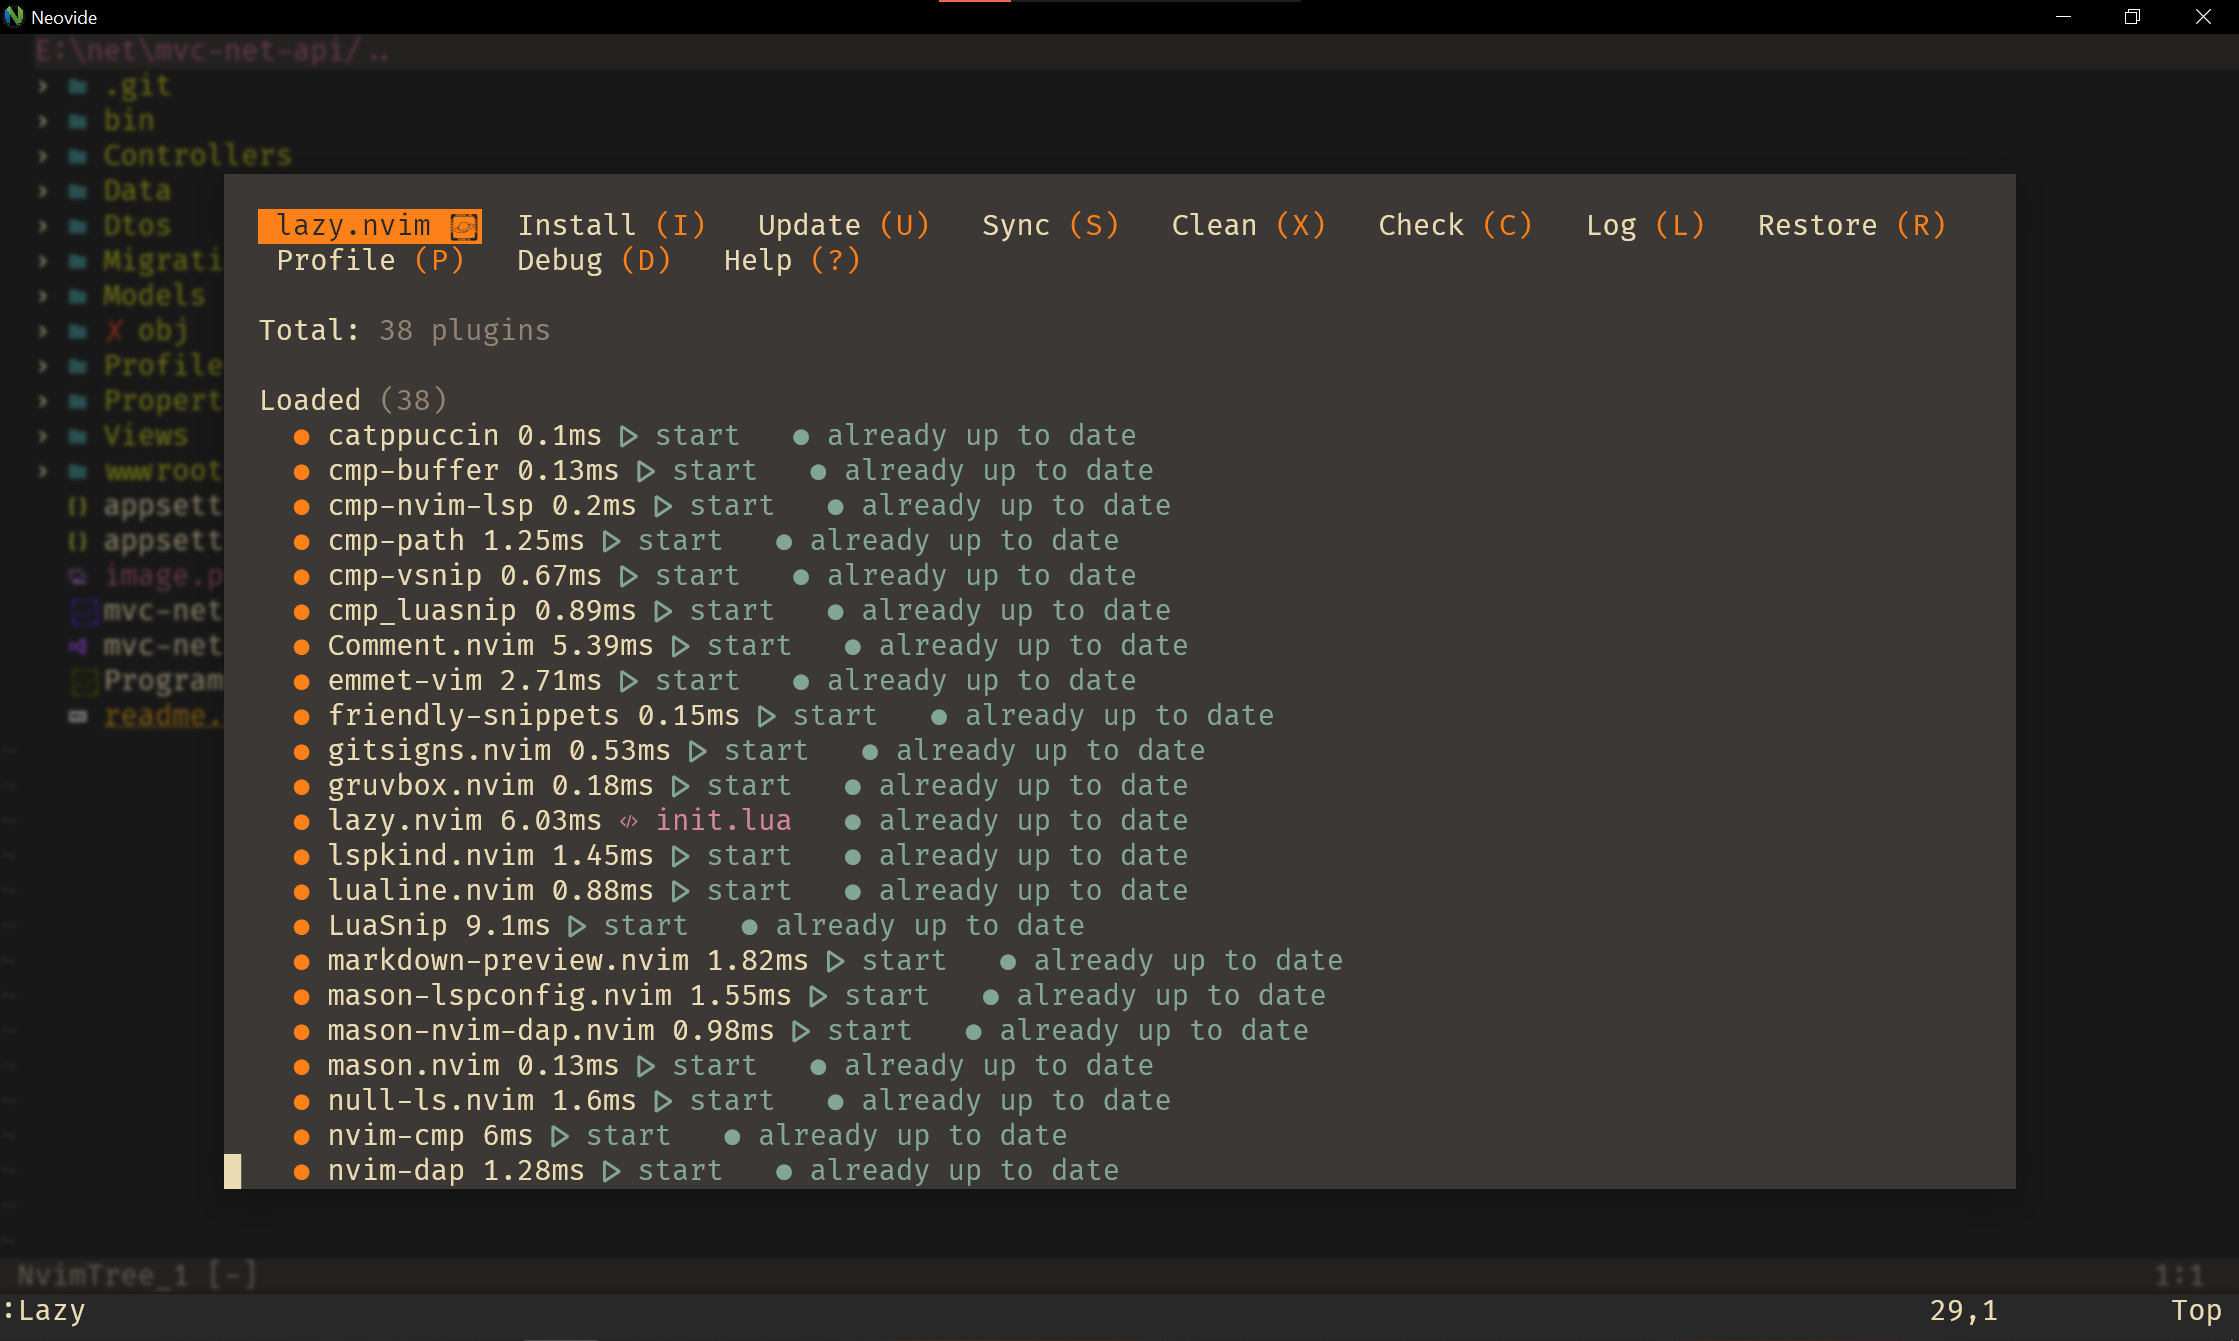 Neovide
E:\net\mvc-net-api/..
.git
bin
Controllers
Data
Dtos
Migrati
Models
X obj
Profile
Propert
Views
wwwroot
{} appsett
{} appsett
image.p
mvc-net
mvc-net
Program
readme.
lazy.nvim Install (I) Update (U) Sync (S) Clean (X) Check (C) Log (L) Restore (R)
Profile (P) Debug (D) Help (?)
Total: 38 plugins
Loaded (38)
● catppuccin 0.1ms ▷ start ● already up to date
● cmp-buffer 0.13ms ▷ start ● already up to date
● cmp-nvim-lsp 0.2ms ▷ start ● already up to date
● cmp-path 1.25ms ▷ start ● already up to date
● cmp-vsnip 0.67ms ▷ start ● already up to date
● cmp_luasnip 0.89ms ▷ start ● already up to date
● Comment.nvim 5.39ms ▷ start ● already up to date
● emmet-vim 2.71ms ▷ start ● already up to date
● friendly-snippets 0.15ms ▷ start ● already up to date
● gitsigns.nvim 0.53ms ▷ start ● already up to date
● gruvbox.nvim 0.18ms ▷ start ● already up to date
● lazy.nvim 6.03ms </> init.lua ● already up to date
● lspkind.nvim 1.45ms ▷ start ● already up to date
● lualine.nvim 0.88ms ▷ start ● already up to date
● LuaSnip 9.1ms ▷ start ● already up to date
● markdown-preview.nvim 1.82ms ▷ start ● already up to date
● mason-lspconfig.nvim 1.55ms ▷ start ● already up to date
● mason-nvim-dap.nvim 0.98ms ▷ start ● already up to date
● mason.nvim 0.13ms ▷ start ● already up to date
● null-ls.nvim 1.6ms ▷ start ● already up to date
● nvim-cmp 6ms ▷ start ● already up to date
● nvim-dap 1.28ms ▷ start ● already up to date
NvimTree_1 [-] 1:1
:Lazy 29,1 Top